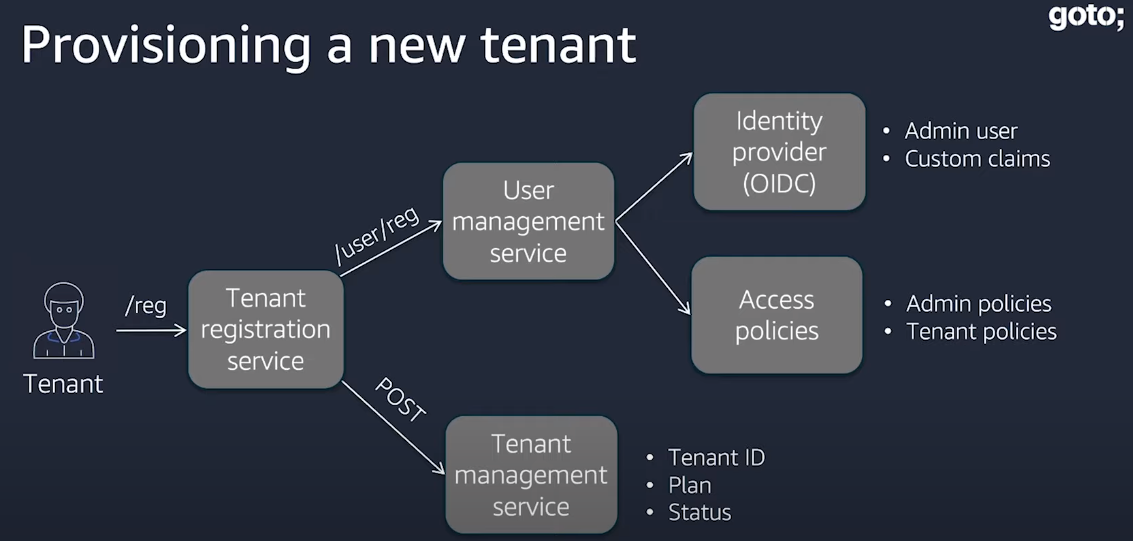 goto;
Provisioning a new tenant
Identity
provider
(OIDC)
• Admin user
• Custom claims
User
management
service
/user/reg
Access
policies
• Admin policies
• Tenant policies
/reg
Tenant
Tenant
registration
service
POST
Tenant
management
service
• Tenant ID
• Plan
• Status